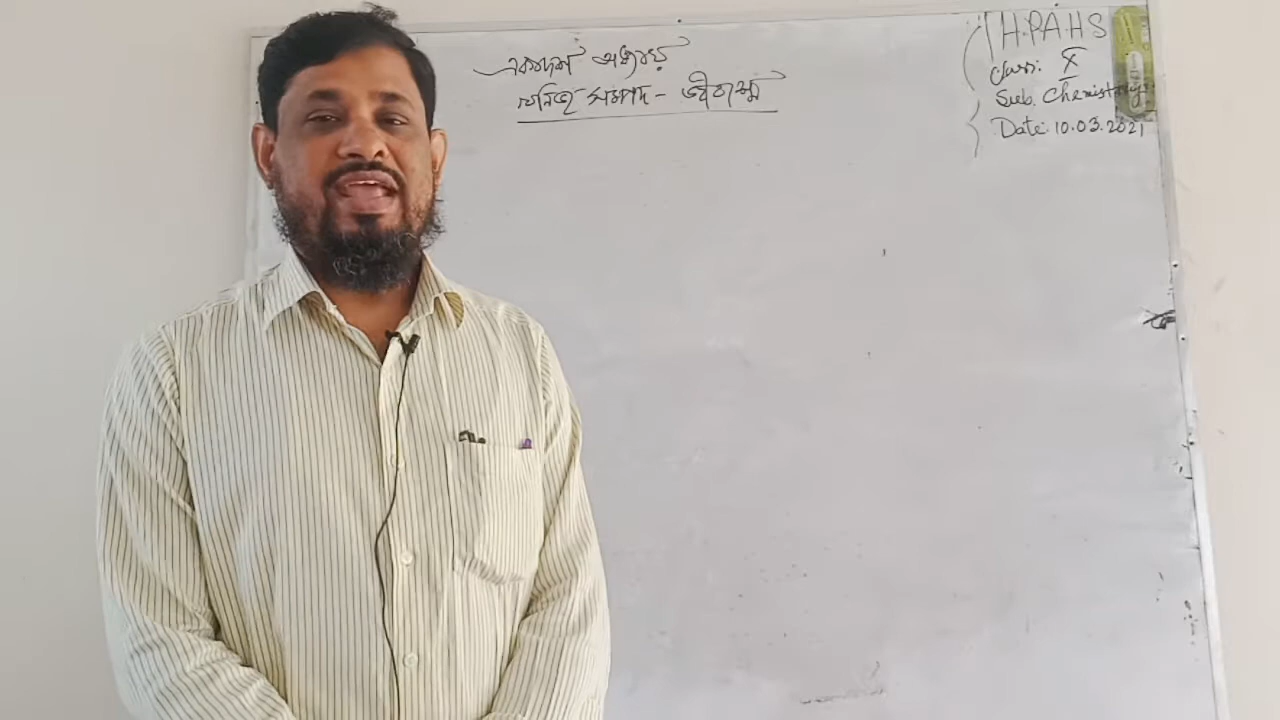 একাদশ অধ্যায়
খনিজ সম্পদ - জীবাশ্ম
H.P.A.H.S
Class: X
Sub. Chemistry
Date: 10.03.2021